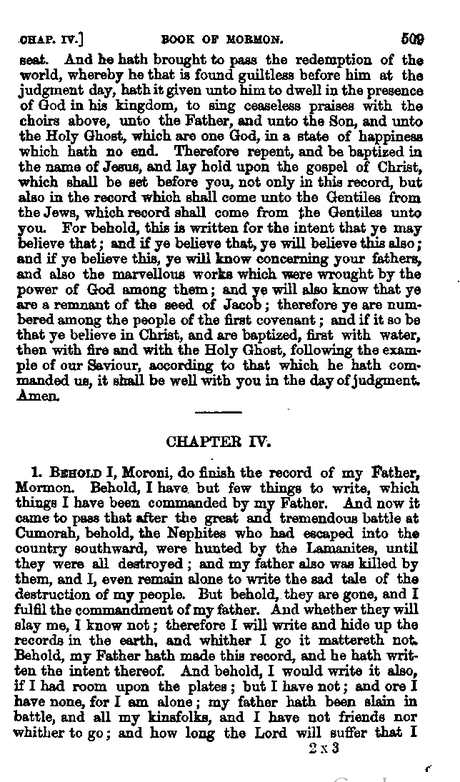 CHAP. IV.] BOOK OF MORMON. 509
seat. And he hath brought to pass the redemption of the
world, whereby he that is found guiltless before him at the
judgment day, hath it given unto him to dwell in the presence
of God in his kingdom, to sing ceaseless praises with the
choirs above, unto the Father, and unto the Son, and unto
the Holy Ghost, which are one God, in a state of happiness
which hath no end. Therefore repent, and be baptized in
the name of Jesus, and lay hold upon the gospel of Christ,
which shall be set before you, not only in this record, but
also in the record which shall come unto the Gentiles from
the Jews, which record shall come from the Gentiles unto
you. For behold, this is written for the intent that ye may
believe that; and if ye believe that, ye will believe this also;
and if ye believe this, ye will know concerning your fathers,
and also the marvellous works which were wrought by the
power of God among them; and ye will also know that ye
are a remnant of the seed of Jacob; therefore ye are num-
bered among the people of the first covenant; and if it so be
that ye believe in Christ, and are baptized, first with water,
then with fire and with the Holy Ghost, following the exam-
ple of our Saviour, according to that which he hath com-
manded us, it shall be well with you in the day of judgment.
Amen.
CHAPTER IV.
1. BEHOLD I, Moroni, do finish the record of my Father,
Mormon. Behold, I have but few things to write, which
things I have been commanded by my Father. And now it
came to pass that after the great and tremendous battle at
Cumorah, behold, the Nephites who had escaped into the
country southward, were hunted by the Lamanites, until
they were all destroyed; and my father also was killed by
them, and I, even remain alone to write the sad tale of the
destruction of my people. But behold, they are gone, and I
fulfil the commandment of my father. And whether they will
slay me, I know not; therefore I will write and hide up the
records in the earth, and whither I go it mattereth not.
Behold, my Father hath made this record, and he hath writ-
ten the intent thereof. And behold, I would write it also,
if I had room upon the plates; but I have not; and ore I
have none, for I am alone; my father hath been slain in
battle, and all my kinsfolks, and I have not friends nor
whither to go; and how long the Lord will suffer that I
2 x 3